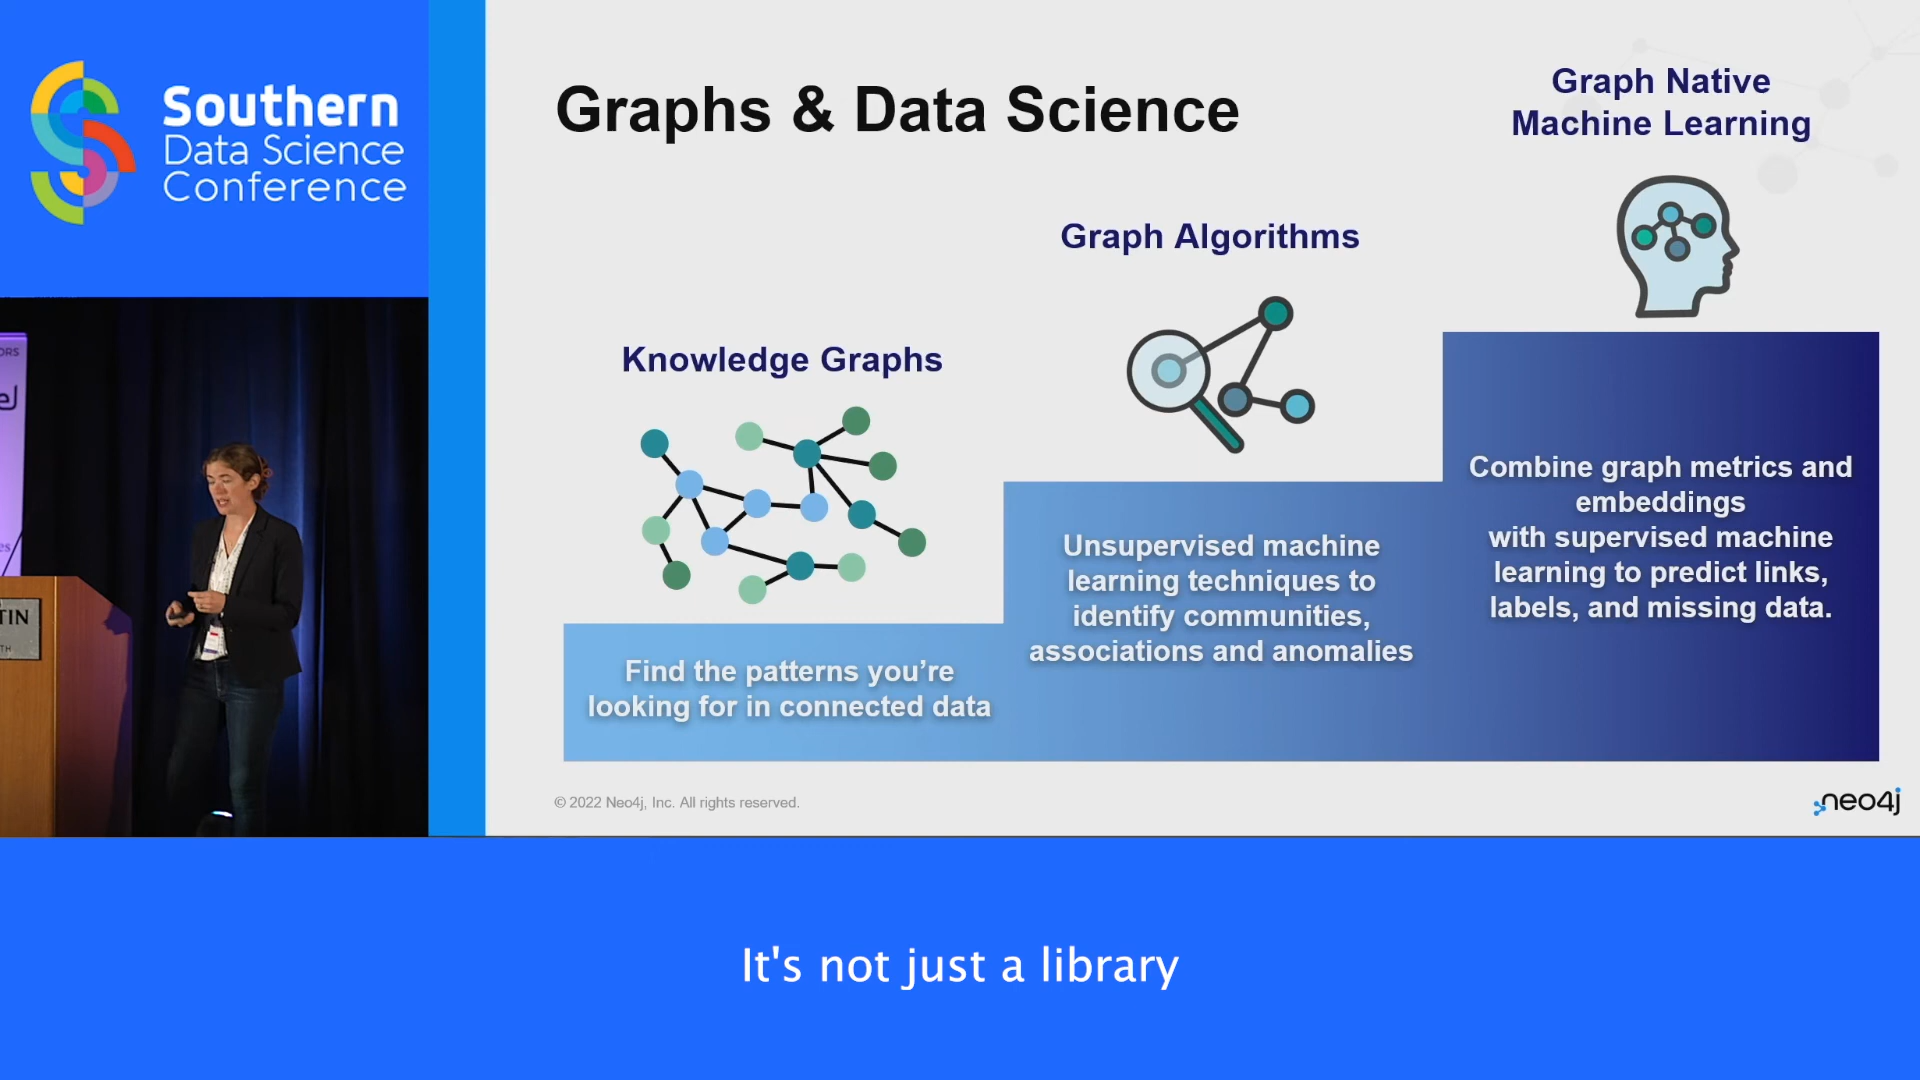 Southern
Data Science
Conference
Graphs & Data Science
Graph Native
Machine Learning
Graph Algorithms
Knowledge Graphs
Combine graph metrics and
embeddings
with supervised machine
learning to predict links,
labels, and missing data.
Unsupervised machine
learning techniques to
identify communities,
associations and anomalies
Find the patterns you’re
looking for in connected data
© 2022 Neo4j, Inc. All rights reserved.
neo4j
ORS
TIN
TH
It's not just a library